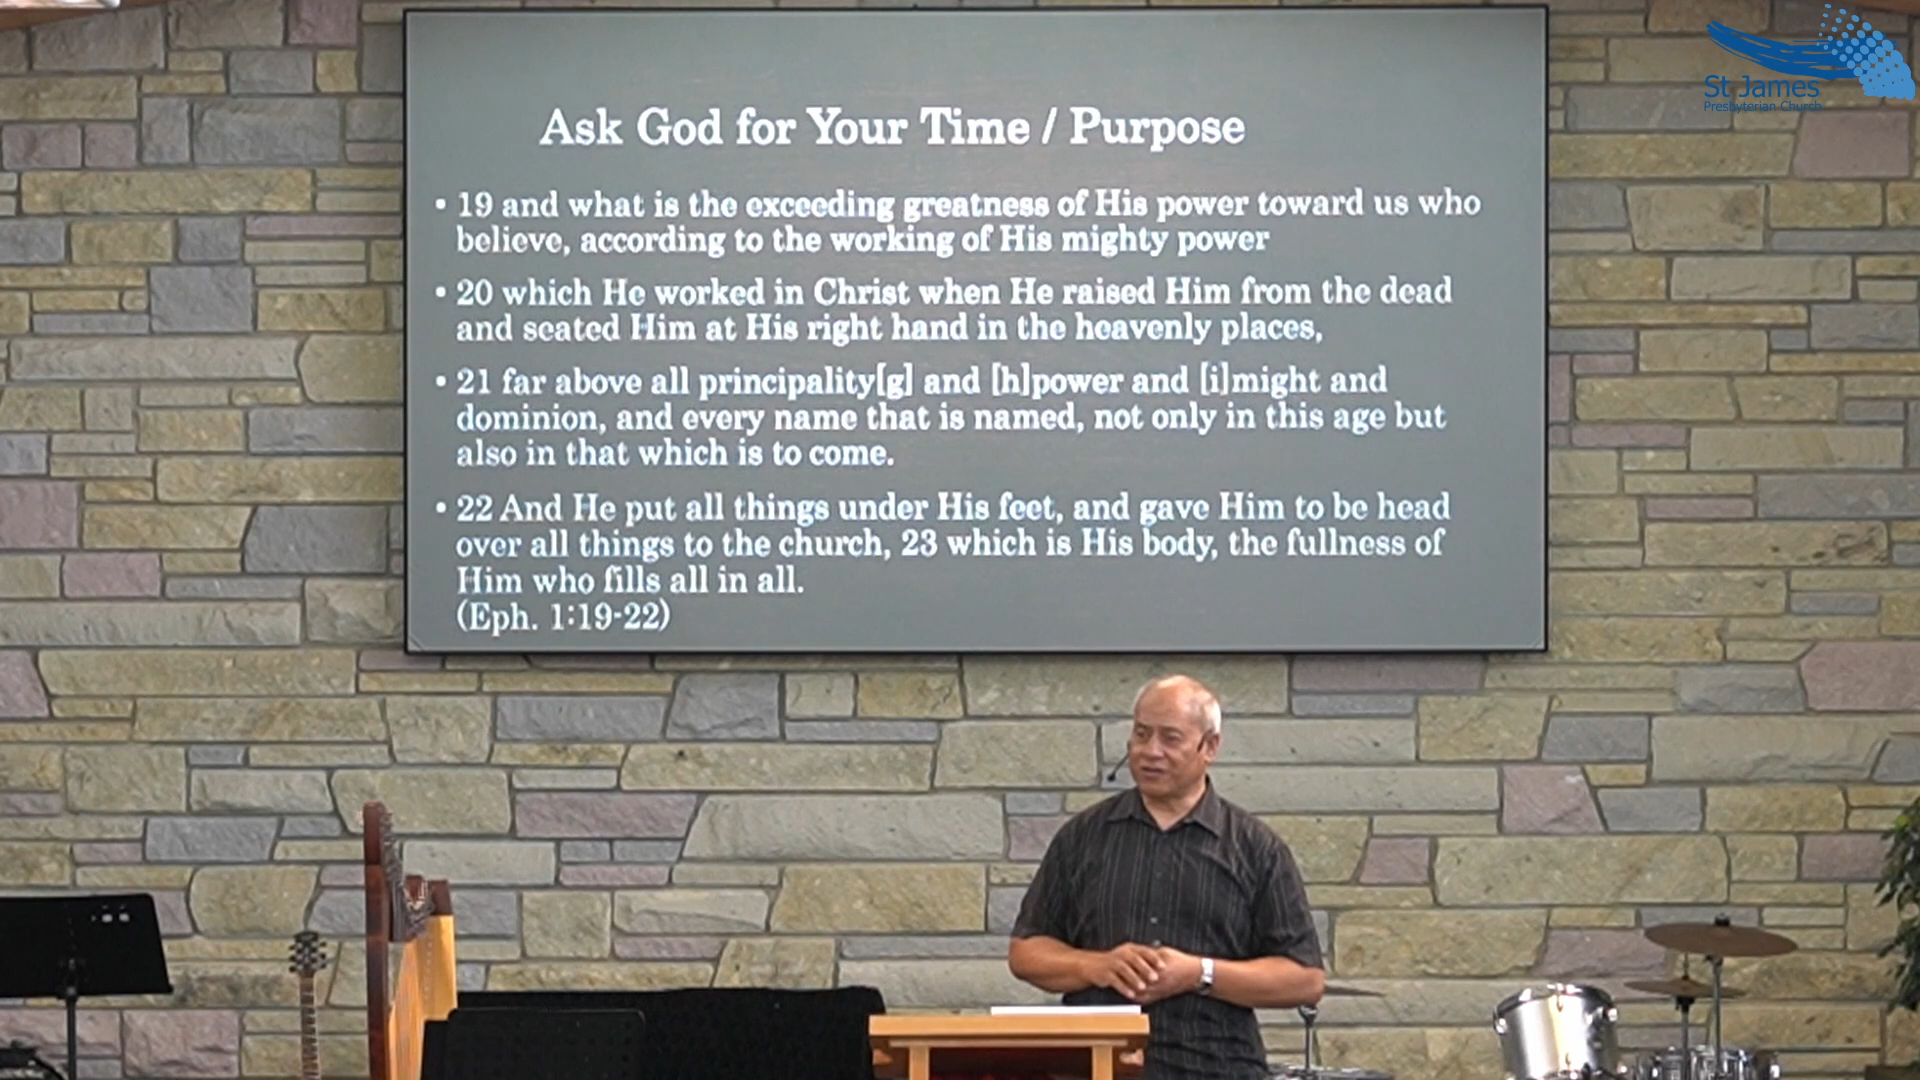 St James
Presbyterian Church
Ask God for Your Time / Purpose
• 19 and what is the exceeding greatness of His power toward us who
believe, according to the working of His mighty power
• 20 which He worked in Christ when He raised Him from the dead
and seated Him at His right hand in the heavenly places,
• 21 far above all principality[g] and [h]power and [i]might and
dominion, and every name that is named, not only in this age but
also in that which is to come.
• 22 And He put all things under His feet, and gave Him to be head
over all things to the church, 23 which is His body, the fullness of
Him who fills all in all.
(Eph. 1:19-22)